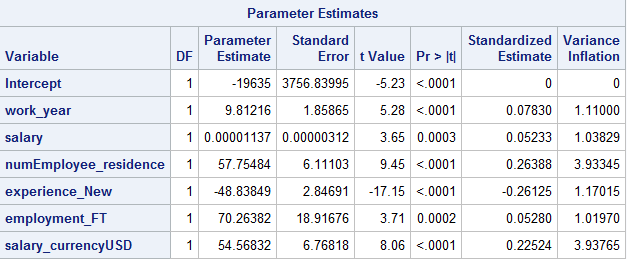 Parameter Estimates
Variable DF Parameter Estimate Standard Error t Value Pr > |t| Standardized Estimate Variance Inflation
Intercept 1 -19635 3756.83995 -5.23 <.0001 0 0
work_year 1 9.81216 1.85865 5.28 <.0001 0.07830 1.11000
salary 1 0.00001137 0.00000312 3.65 0.0003 0.05233 1.03829
numEmployee_residence 1 57.75484 6.11103 9.45 <.0001 0.26388 3.93345
experience_New 1 -48.83849 2.84691 -17.15 <.0001 -0.26125 1.17015
employment_FT 1 70.26382 18.91676 3.71 0.0002 0.05280 1.01970
salary_currencyUSD 1 54.56832 6.76818 8.06 <.0001 0.22524 3.93765